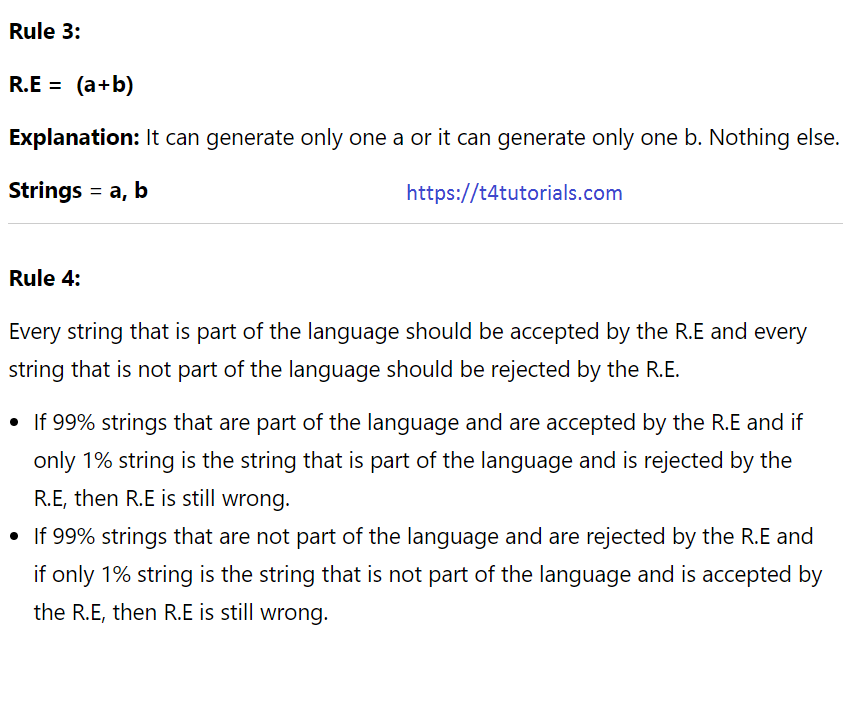 Rule 3:
R.E =  (a+b)
Explanation: It can generate only one a or it can generate only one b. Nothing else.
Strings = a, b
https://t4tutorials.com
Rule 4:
Every string that is part of the language should be accepted by the R.E and every
string that is not part of the language should be rejected by the R.E.
• If 99% strings that are part of the language and are accepted by the R.E and if
only 1% string is the string that is part of the language and is rejected by the
R.E, then R.E is still wrong.
• If 99% strings that are not part of the language and are rejected by the R.E and
if only 1% string is the string that is not part of the language and is accepted by
the R.E, then R.E is still wrong.